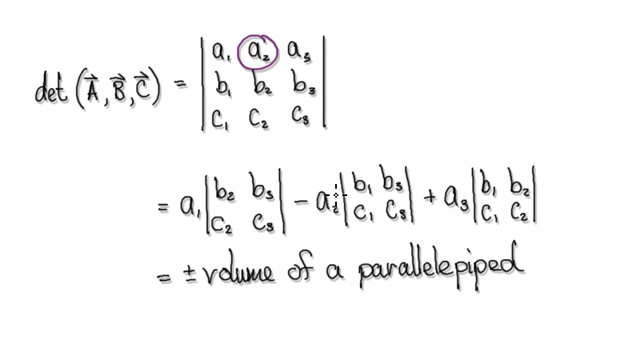 det (A⃗, B⃗, C⃗) = | a₁ a₂ a₃ |
| b₁ b₂ b₃ |
| c₁ c₂ c₃ |
= a₁ | b₂ b₃ | − a₂ | b₁ b₃ | + a₃ | b₁ b₂ |
| c₂ c₃ | | c₁ c₃ | | c₁ c₂ |
= ± volume of a parallelepiped